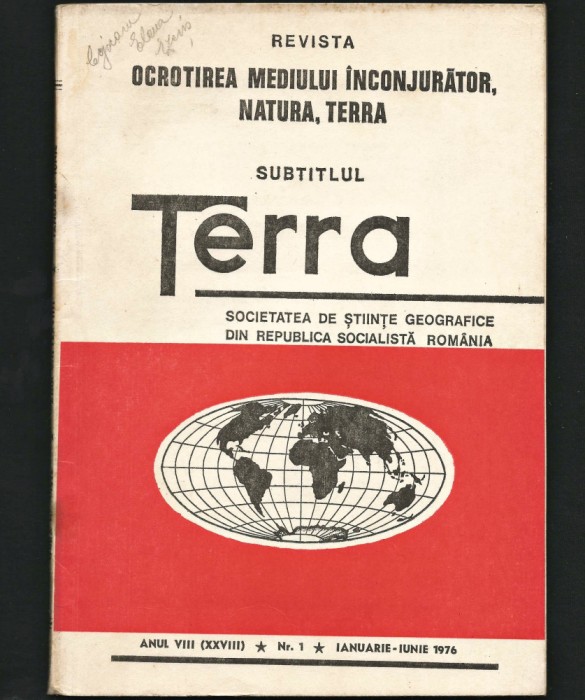 REVISTA
OCROTIREA MEDIULUI ÎNCONJURĂTOR,
NATURA, TERRA
SUBTITLUL
Terra
SOCIETATEA DE ȘTIINȚE GEOGRAFICE
DIN REPUBLICA SOCIALISTĂ ROMÂNIA
ANUL VIII (XXVIII) ★ Nr. 1 ★ IANUARIE-IUNIE 1976